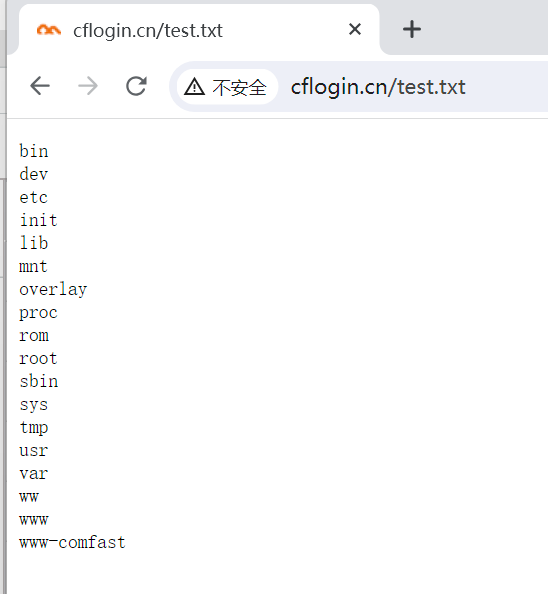 cflogin.cn/test.txt
不安全 cflogin.cn/test.txt
bin
dev
etc
init
lib
mnt
overlay
proc
rom
root
sbin
sys
tmp
usr
var
ww
www
www-comfast